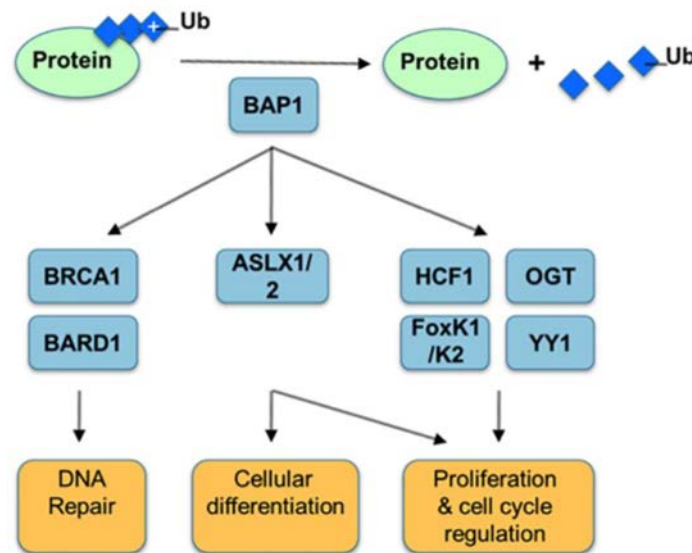 Ub
Protein
+
Protein
+
Ub
BAP1
BRCA1
ASLX1/
2
HCF1
OGT
BARD1
FoxK1
/K2
YY1
DNA
Repair
Cellular
differentiation
Proliferation
& cell cycle
regulation